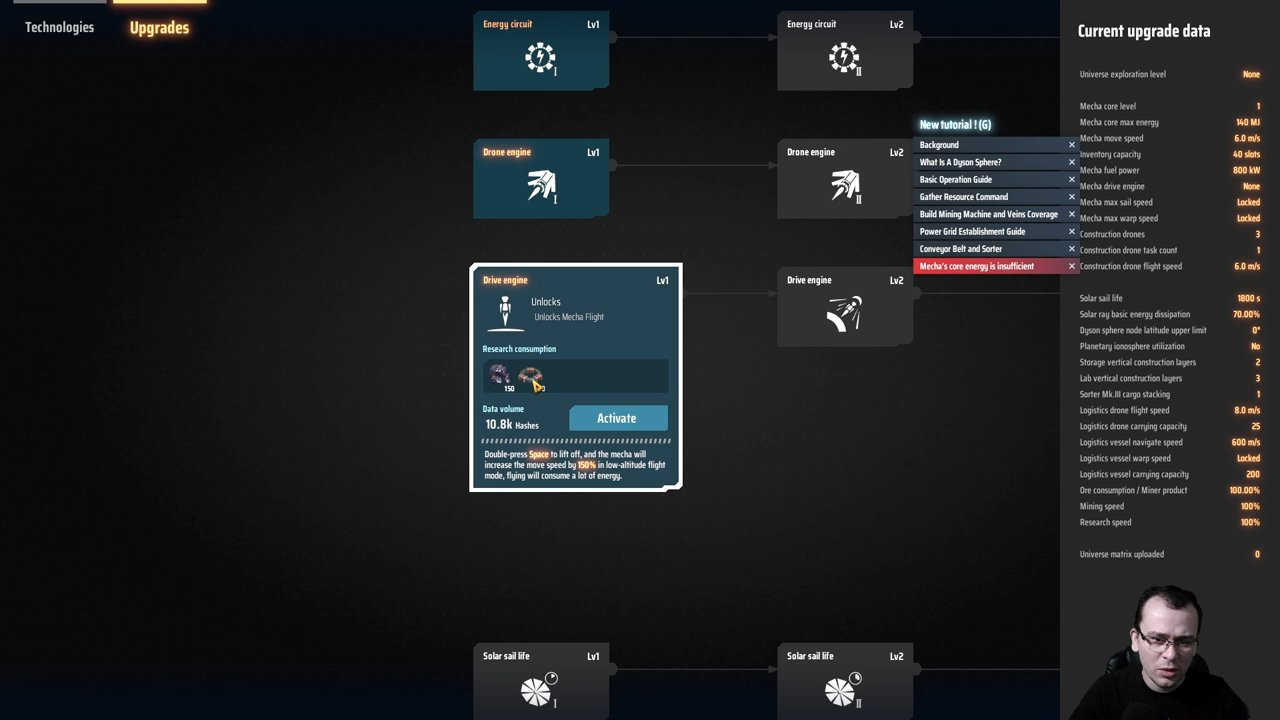 Technologies
Upgrades
Energy circuit Lv1
I
Energy circuit Lv2
II
Drone engine Lv1
I
Drone engine Lv2
II
Drive engine Lv1
Unlocks
Unlocks Mecha Flight
Research consumption
150
Data volume
10.8k Hashes
Activate
Double-press Space to lift off, and the mecha will
increase the move speed by 150% in low-altitude flight
mode, flying will consume a lot of energy.
Drive engine Lv2
Solar sail life Lv1
I
Solar sail life Lv2
II
New tutorial ! (G)
Background ✕
What Is A Dyson Sphere? ✕
Basic Operation Guide ✕
Gather Resource Command ✕
Build Mining Machine and Veins Coverage ✕
Power Grid Establishment Guide ✕
Conveyor Belt and Sorter ✕
Mecha's core energy is insufficient ✕
Current upgrade data
Universe exploration level None
Mecha core level 1
Mecha core max energy 140 MJ
Mecha move speed 6.0 m/s
Inventory capacity 40 slots
Mecha fuel power 800 kW
Mecha drive engine None
Mecha max sail speed Locked
Mecha max warp speed Locked
Construction drones 3
Construction drone task count 1
Construction drone flight speed 6.0 m/s
Solar sail life 1800 s
Solar ray basic energy dissipation 70.00%
Dyson sphere node latitude upper limit 0°
Planetary ionosphere utilization No
Storage vertical construction layers 2
Lab vertical construction layers 3
Sorter Mk.III cargo stacking 1
Logistics drone flight speed 8.0 m/s
Logistics drone carrying capacity 25
Logistics vessel navigate speed 600 m/s
Logistics vessel warp speed Locked
Logistics vessel carrying capacity 200
Ore consumption / Miner product 100.00%
Mining speed 100%
Research speed 100%
Universe matrix uploaded 0